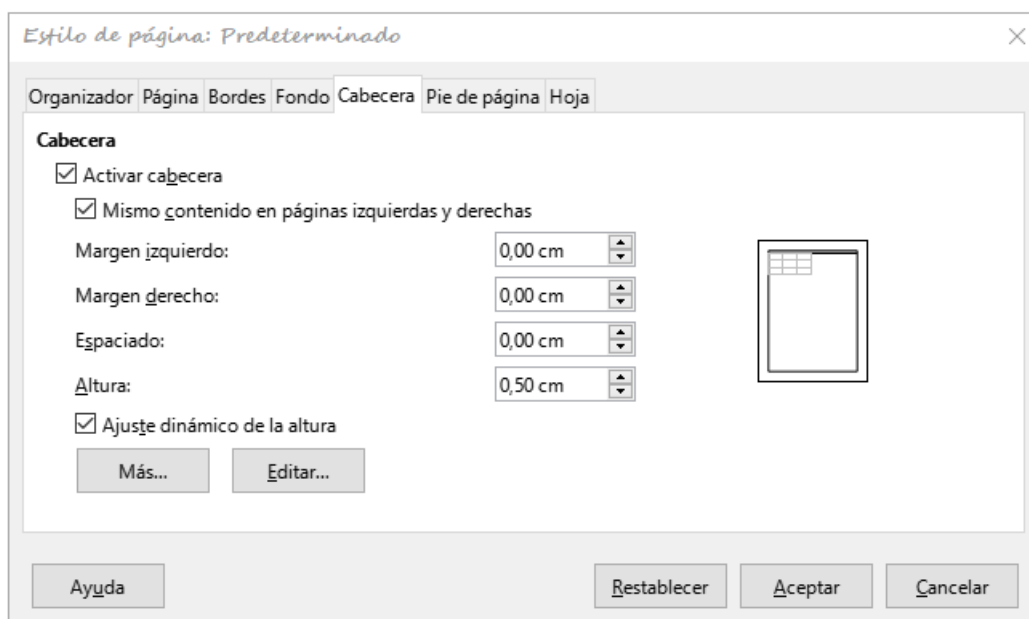 Estilo de página: Predeterminado
Organizador Página Bordes Fondo Cabecera Pie de página Hoja
Cabecera
Activar cabecera
Mismo contenido en páginas izquierdas y derechas
Margen izquierdo: 0,00 cm
Margen derecho: 0,00 cm
Espaciado: 0,00 cm
Altura: 0,50 cm
Ajuste dinámico de la altura
Más... Editar...
Ayuda Restablecer Aceptar Cancelar